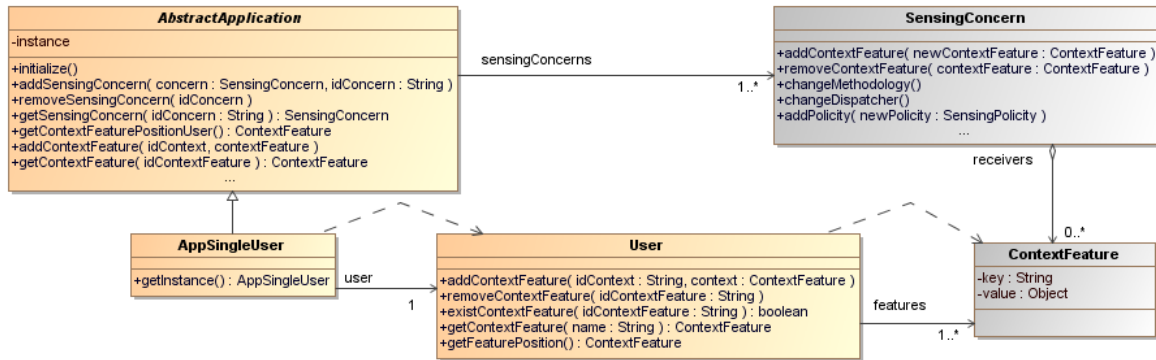 AbstractApplication
-instance
+initialize()
+addSensingConcern( concern : SensingConcern, idConcern : String )
+removeSensingConcern( idConcern )
+getSensingConcern( idConcern : String ) : SensingConcern
+getContextFeaturePositionUser() : ContextFeature
+addContextFeature( idContext, contextFeature )
+getContextFeature( idContextFeature ) : ContextFeature
...
sensingConcerns
1..*
SensingConcern
+addContextFeature( newContextFeature : ContextFeature )
+removeContextFeature( contextFeature : ContextFeature )
+changeMethodology()
+changeDispatcher()
+addPolicity( newPolicity : SensingPolicity )
...
receivers
0..*
AppSingleUser
+getInstance() : AppSingleUser
user
1
User
+addContextFeature( idContext : String, context : ContextFeature )
+removeContextFeature( idContextFeature : String )
+existContextFeature( idContextFeature : String ) : boolean
+getContextFeature( name : String ) : ContextFeature
+getFeaturePosition() : ContextFeature
features
1..*
ContextFeature
-key : String
-value : Object